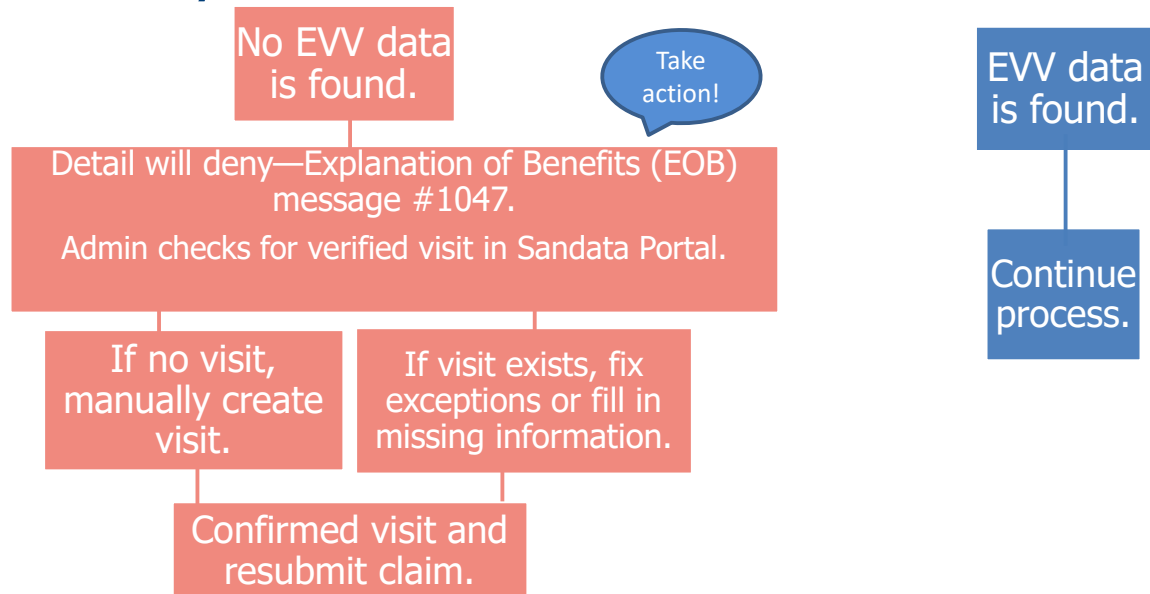 No EVV data
is found.
Take
action!
EVV data
is found.
Detail will deny—Explanation of Benefits (EOB)
message #1047.
Admin checks for verified visit in Sandata Portal.
Continue
process.
If no visit,
manually create
visit.
If visit exists, fix
exceptions or fill in
missing information.
Confirmed visit and
resubmit claim.